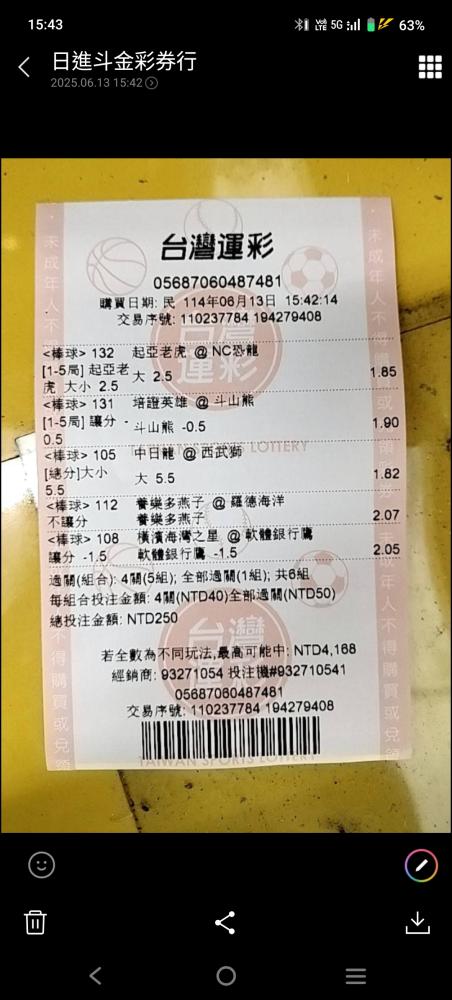 15:43
VoB LTE 5G 63%
日進斗金彩券行
2025.06.13 15:42
台灣運彩
05687060487481
購買日期: 民 114年06月13日 15:42:14
交易序號: 110237784 194279408
<棒球> 132 起亞老虎 @ NC恐龍
[1-5局] 起亞老虎 大小 2.5 大 2.5 1.85
<棒球> 131 培證英雄 @ 斗山熊
[1-5局] 讓分 -0.5 斗山熊 -0.5 1.90
<棒球> 105 中日龍 @ 西武獅
[總分]大小 5.5 大 5.5 1.82
<棒球> 112 養樂多燕子 @ 羅德海洋
不讓分 養樂多燕子 2.07
<棒球> 108 橫濱海灣之星 @ 軟體銀行鷹
讓分 -1.5 軟體銀行鷹 -1.5 2.05
過關(組合): 4關(5組); 全部過關(1組); 共6組
每組合投注金額: 4關(NTD40)全部過關(NTD50)
總投注金額: NTD250
若全數為不同玩法,最高可能中: NTD4,168
經銷商: 93271054 投注機#932710541
05687060487481
交易序號: 110237784 194279408
TAIWAN SPORTS LOTTERY